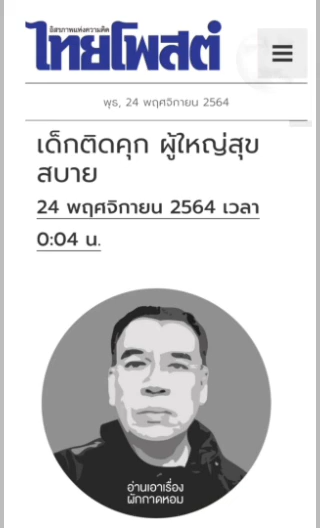 อิสรภาพแห่งความคิด
ไทยโพสต์
พุธ, 24 พฤศจิกายน 2564
เด็กติดคุก ผู้ใหญ่สุข
สบาย
24 พฤศจิกายน 2564 เวลา
0:04 น.
อ่านเอาเรื่อง
ผักกาดหอม